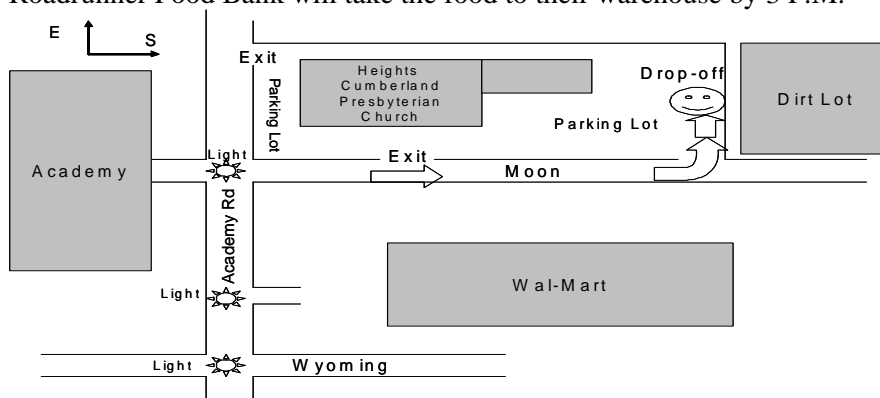 Roadrunner Food Bank will take the food to their warehouse by 3 P.M.
E
S
Exit
Heights
Cumberland
Presbyterian
Church
Drop-off
Dirt Lot
Parking Lot
Parking Lot
Light
Exit
Academy
Moon
Academy Rd
Wal-Mart
Light
Light
Wyoming